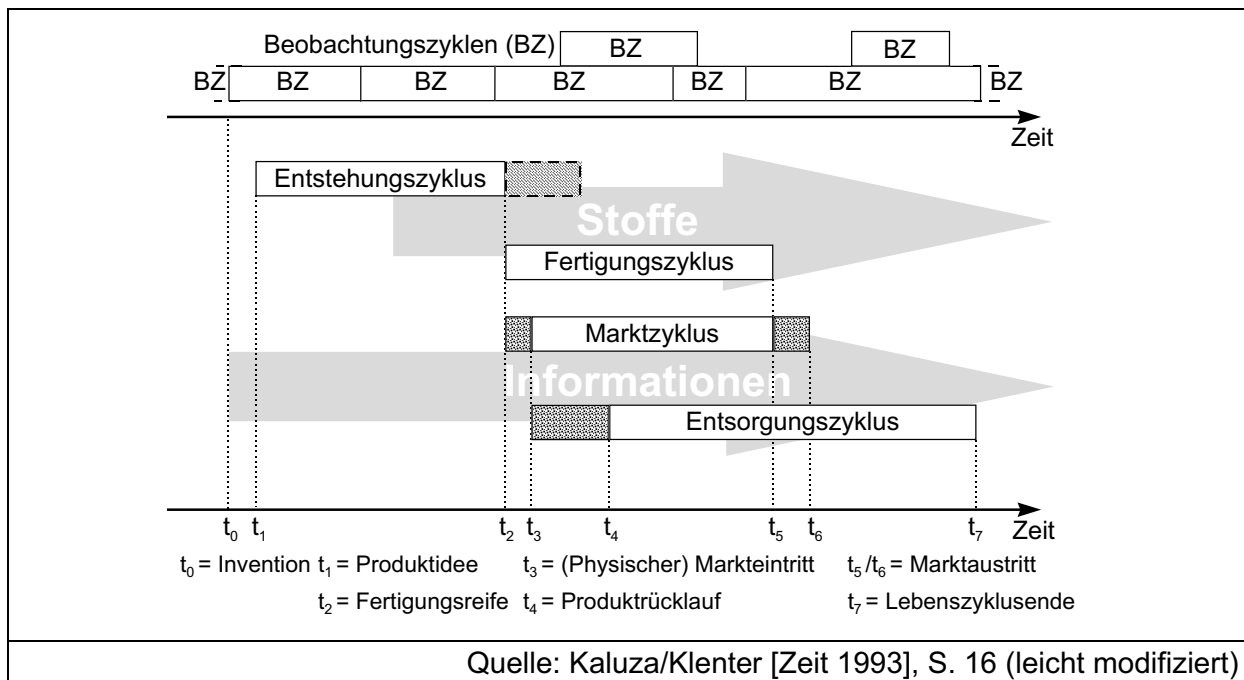 Beobachtungszyklen (BZ) BZ BZ
BZ BZ BZ BZ BZ BZ BZ
Zeit
Entstehungszyklus
Stoffe
Fertigungszyklus
Marktzyklus
Informationen
Entsorgungszyklus
t0 t1 t2 t3 t4 t5 t6 t7 Zeit
t0 = Invention t1 = Produktidee t3 = (Physischer) Markteintritt t5/t6 = Marktaustritt
t2 = Fertigungsreife t4 = Produktrücklauf t7 = Lebenszyklusende
Quelle: Kaluza/Klenter [Zeit 1993], S. 16 (leicht modifiziert)